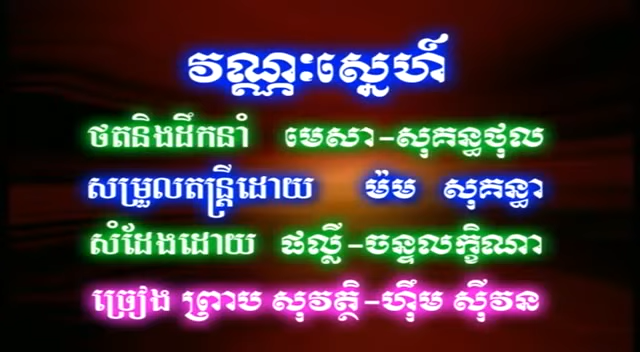 វណ្ណៈស្នេហ៍
ថតនិងដឹកនាំ មេសា-សុគន្ធថុល
សម្រួលតន្ត្រីដោយ ម៉ម សុគន្ធា
សំដែងដោយ ផល្លី-ចន្ទលក្ខិណា
ច្រៀង ព្រាប សុវត្ថិ-ហ៊ឹម ស៊ីវន